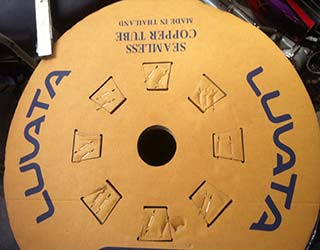 MADE IN THAILAND
COPPER TUBE
SEAMLESS
LUVATA
LUVATA